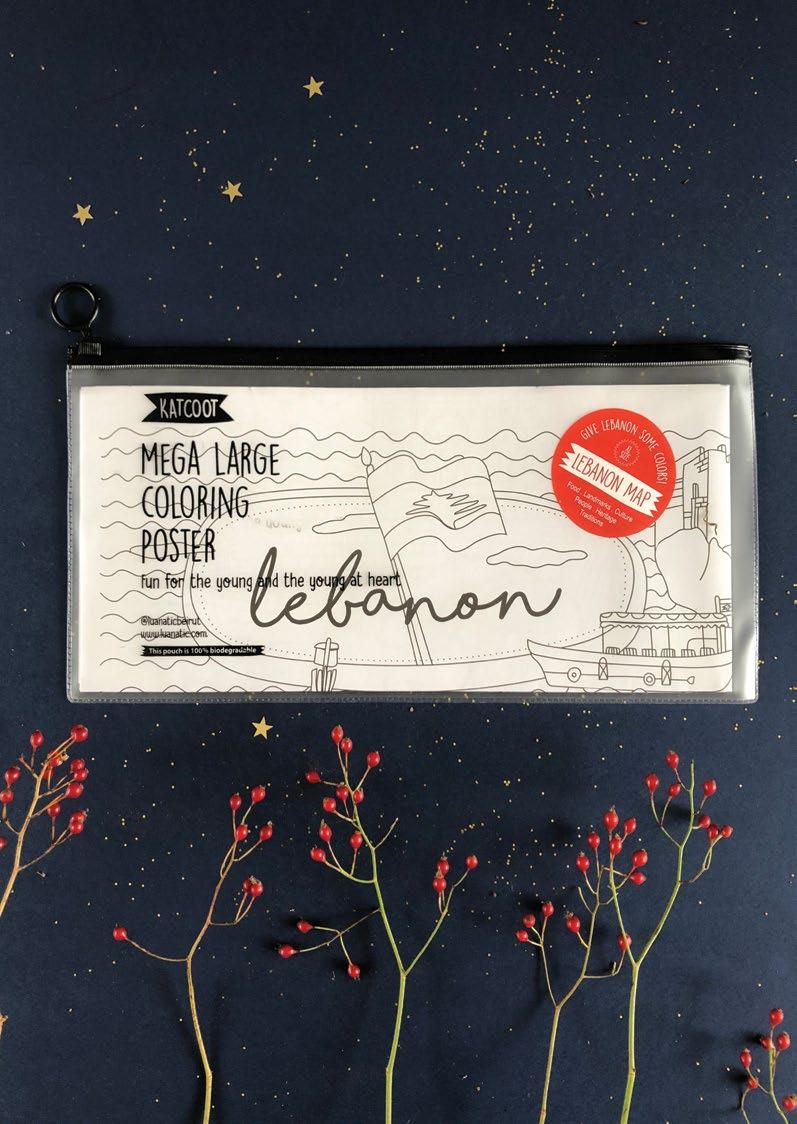 KATCOOT
MEGA LARGE
COLORING
POSTER
fun for the young and the young at heart
lebanon
@luanaticbeirut
www.luanatic.com
This pouch is 100% biodegradable
GIVE LEBANON SOME COLORS!
LEBANON MAP
Food . Landmarks . Culture
People . Heritage
Traditions